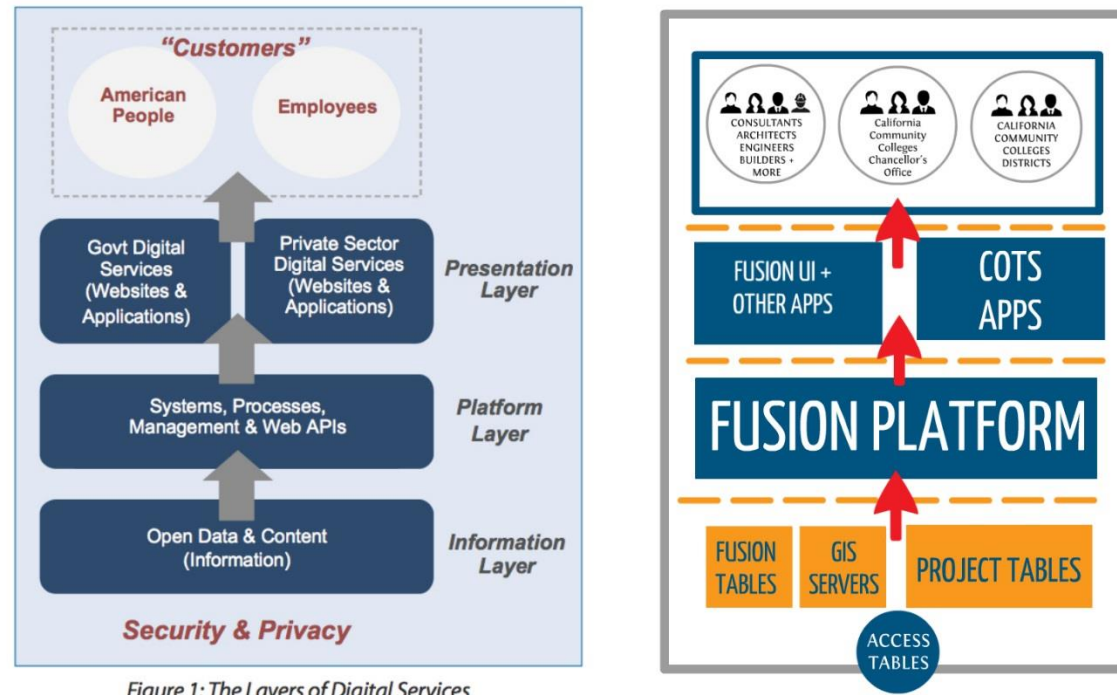 “Customers”
American
People
Employees
Govt Digital
Services
(Websites &
Applications)
Private Sector
Digital Services
(Websites &
Applications)
Presentation
Layer
Systems, Processes,
Management & Web APIs
Platform
Layer
Open Data & Content
(Information)
Information
Layer
Security & Privacy
Figure 1: The Layers of Digital Services
CONSULTANTS
ARCHITECTS
ENGINEERS
BUILDERS +
MORE
California
Community
Colleges
Chancellor's
Office
CALIFORNIA
COMMUNITY
COLLEGES
DISTRICTS
FUSION UI +
OTHER APPS
COTS
APPS
FUSION PLATFORM
FUSION
TABLES
GIS
SERVERS
PROJECT TABLES
ACCESS
TABLES